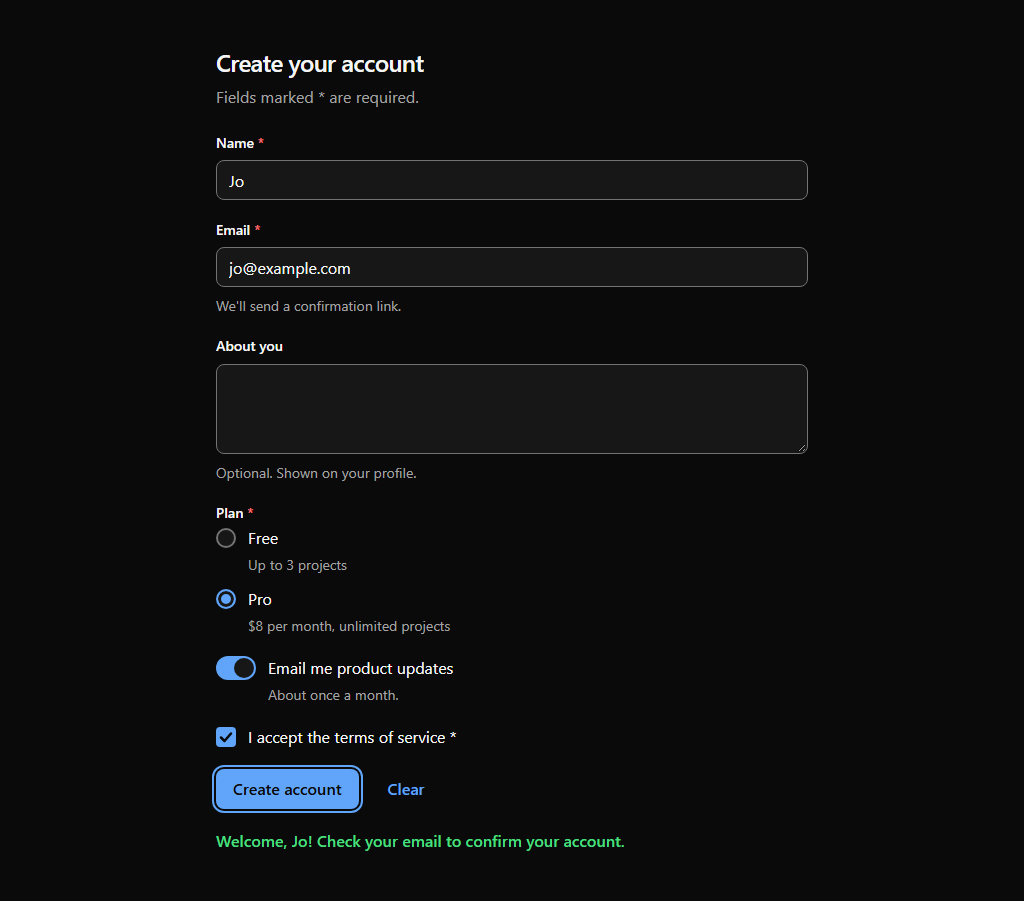 Create your account
Fields marked * are required.
Name *
Jo
Email *
jo@example.com
We'll send a confirmation link.
About you
Optional. Shown on your profile.
Plan *
Free
Up to 3 projects
Pro
$8 per month, unlimited projects
Email me product updates
About once a month.
I accept the terms of service *
Create account Clear
Welcome, Jo! Check your email to confirm your account.